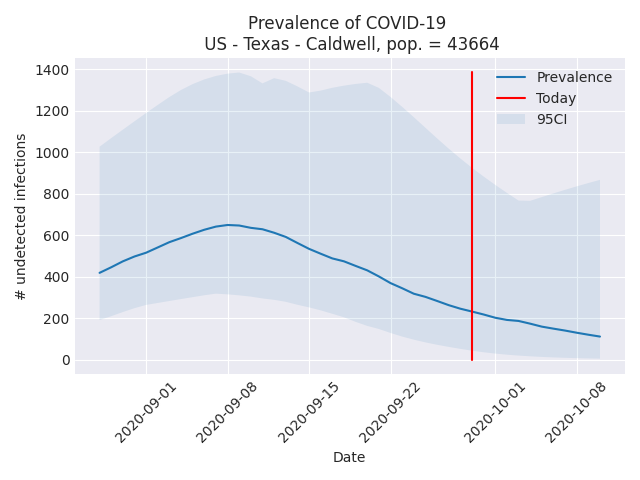 Prevalence of COVID-19
US - Texas - Caldwell, pop. = 43664
Prevalence
Today
95CI
# undetected infections
1400
1200
1000
800
600
400
200
0
2020-09-01
2020-09-08
2020-09-15
2020-09-22
2020-10-01
2020-10-08
Date